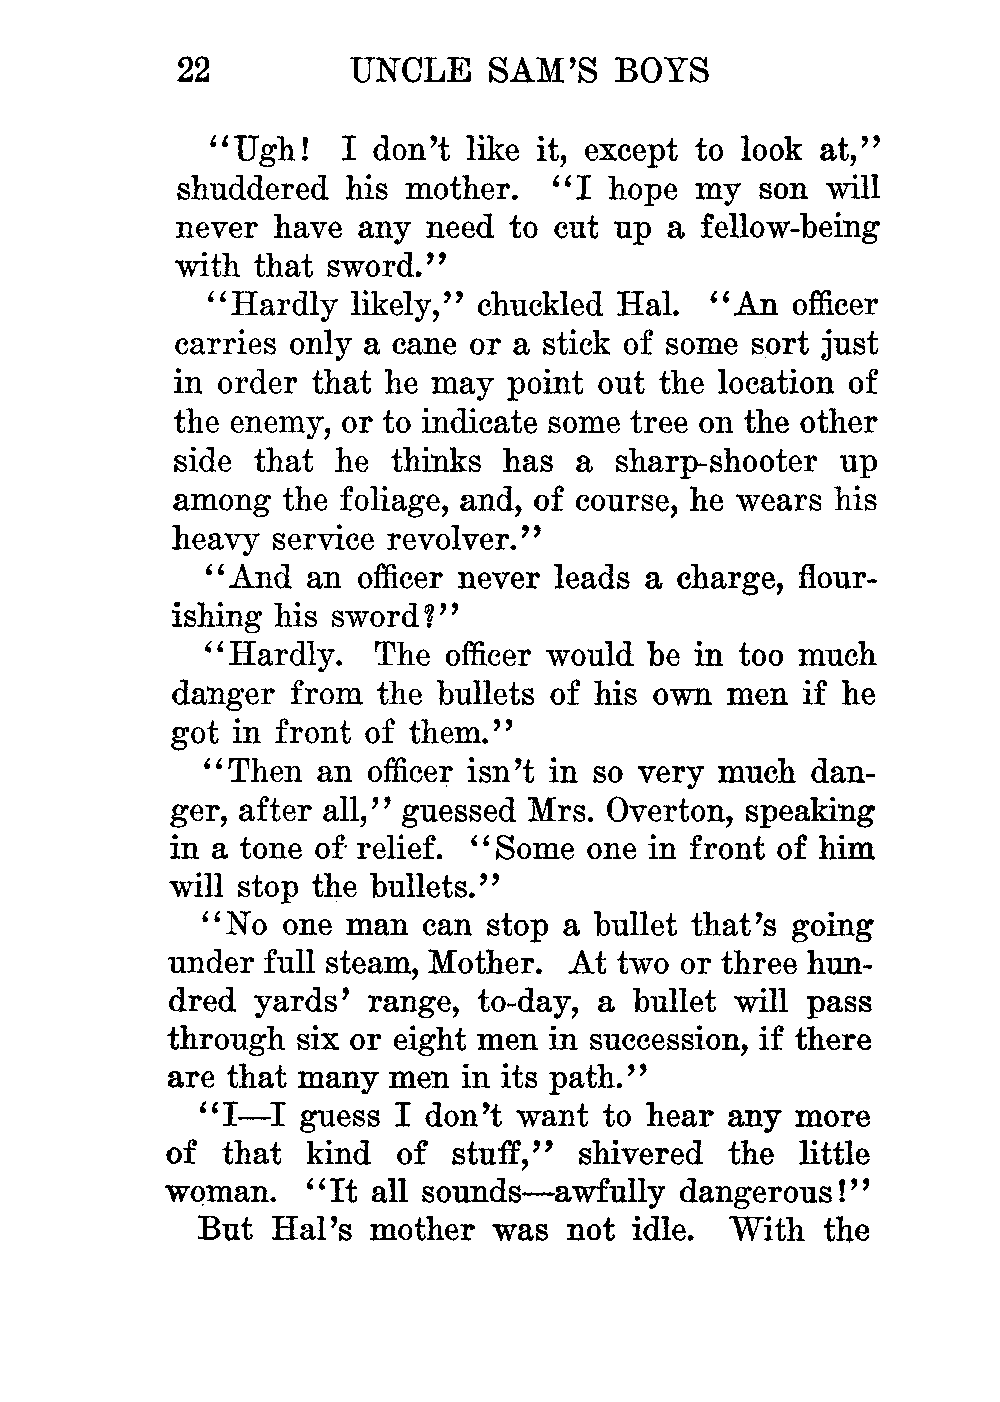 22 UNCLE SAM'S BOYS
"Ugh! I don't like it, except to look at,"
shuddered his mother. "I hope my son will
never have any need to cut up a fellow-being
with that sword."
"Hardly likely," chuckled Hal. "An officer
carries only a cane or a stick of some sort just
in order that he may point out the location of
the enemy, or to indicate some tree on the other
side that he thinks has a sharp-shooter up
among the foliage, and, of course, he wears his
heavy service revolver."
"And an officer never leads a charge, flour-
ishing his sword?"
"Hardly. The officer would be in too much
danger from the bullets of his own men if he
got in front of them."
"Then an officer isn't in so very much dan-
ger, after all," guessed Mrs. Overton, speaking
in a tone of relief. "Some one in front of him
will stop the bullets."
"No one man can stop a bullet that's going
under full steam, Mother. At two or three hun-
dred yards' range, to-day, a bullet will pass
through six or eight men in succession, if there
are that many men in its path."
"I—I guess I don't want to hear any more
of that kind of stuff," shivered the little
woman. "It all sounds—awfully dangerous!"
But Hal's mother was not idle. With the